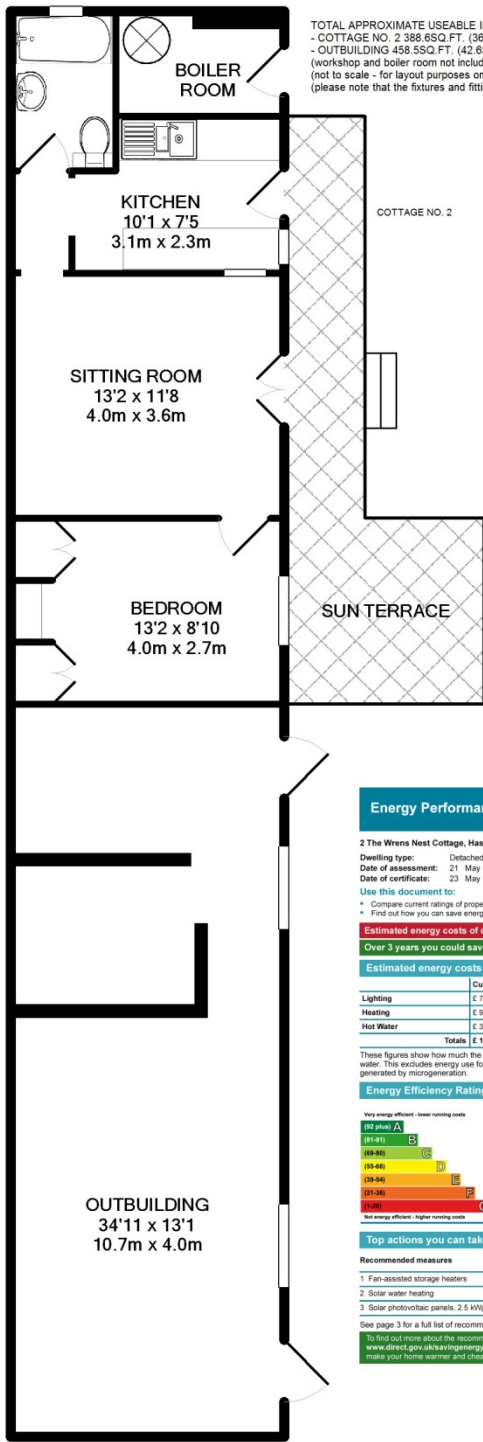 TOTAL APPROXIMATE USEABLE
- COTTAGE NO. 2 388.6SQ.FT. (36
- OUTBUILDING 458.5SQ.FT. (42.6
(workshop and boiler room not includ
(not to scale - for layout purposes on
(please note that the fixtures and fitti
BOILER
ROOM
KITCHEN
10'1 x 7'5
3.1m x 2.3m
COTTAGE NO. 2
SITTING ROOM
13'2 x 11'8
4.0m x 3.6m
BEDROOM
13'2 x 8'10
4.0m x 2.7m
SUN TERRACE
OUTBUILDING
34'11 x 13'1
10.7m x 4.0m
Energy Performa
2 The Wrens Nest Cottage, Has
Dwelling type: Detached
Date of assessment: 21 May
Date of certificate: 23 May
Use this document to:
• Compare current ratings of prope
• Find out how you can save energ
Estimated energy costs of
Over 3 years you could sav
Estimated energy costs
Cu
Lighting £ 7
Heating £ 9
Hot Water £ 3
Totals £ 1
These figures show how much the
water. This excludes energy use fo
generated by microgeneration.
Energy Efficiency Rating
Very energy efficient - lower running costs
(92 plus) A
(81-91) B
(69-80) C
(55-68) D
(39-54) E
(21-38) F
(1-20)
Not energy efficient - higher running costs
Top actions you can tak
Recommended measures
1 Fan-assisted storage heaters
2 Solar water heating
3 Solar photovoltaic panels, 2.5 kWp
See page 3 for a full list of recomm
To find out more about the recomm
www.direct.gov.uk/savingenergy
make your home warmer and chea